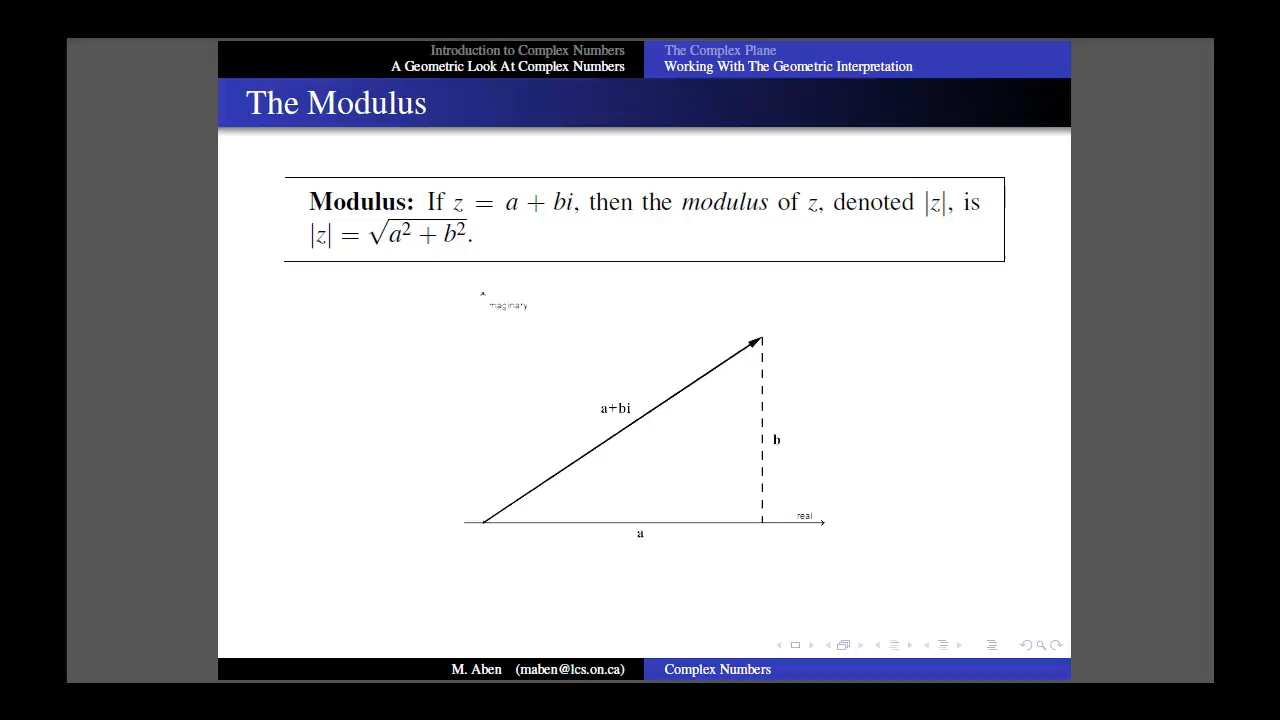 Introduction to Complex Numbers
A Geometric Look At Complex Numbers
The Complex Plane
Working With The Geometric Interpretation
The Modulus
Modulus: If z = a + bi, then the modulus of z, denoted |z|, is
|z| = √(a² + b²).
maginary
a+bi
b
real
a
M. Aben (maben@lcs.on.ca)
Complex Numbers